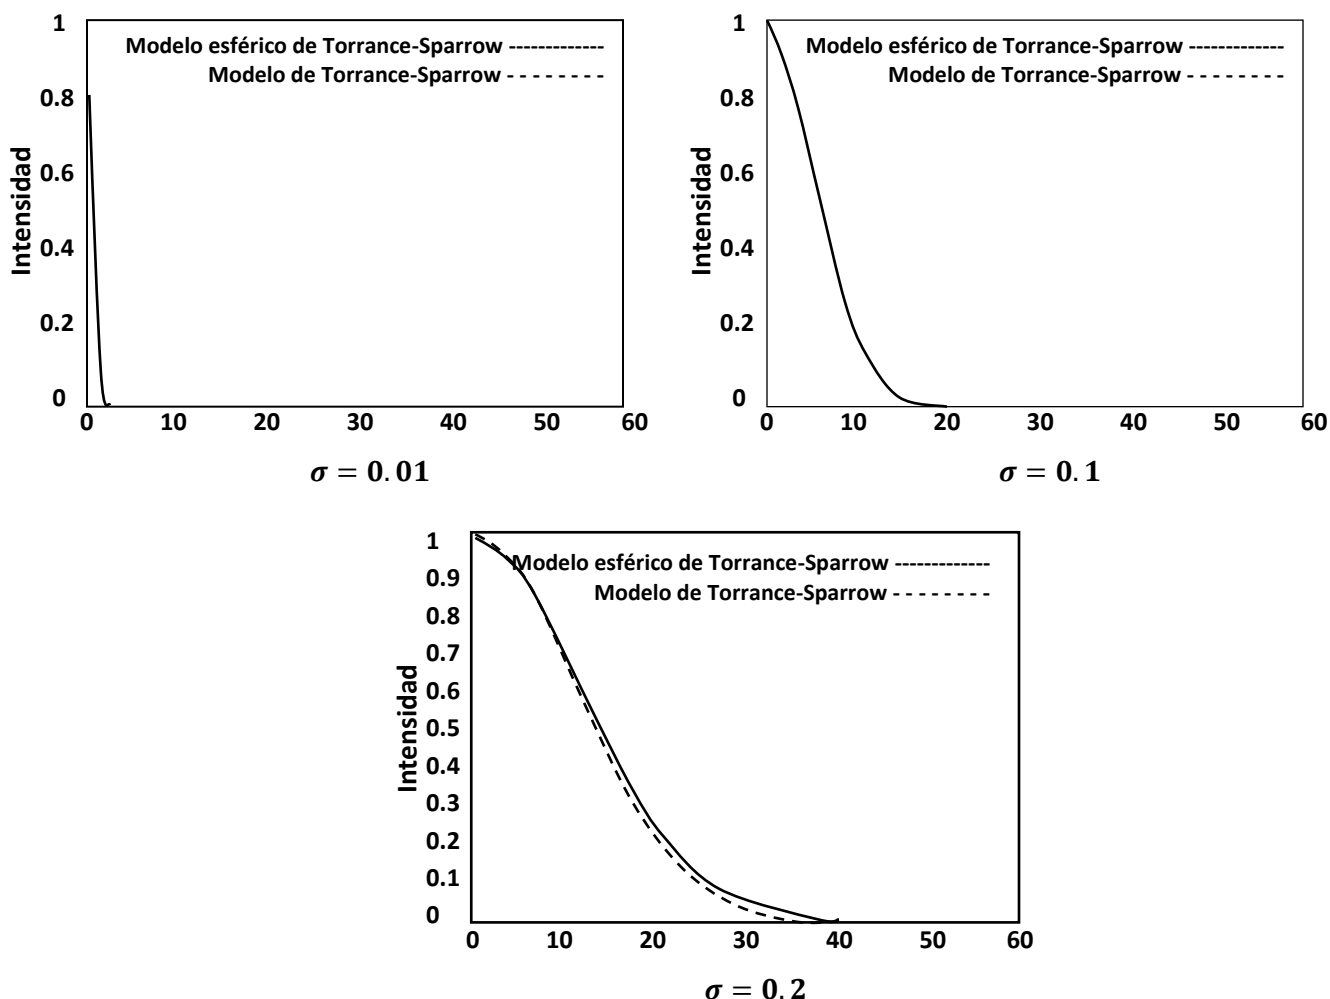 1
Modelo esférico de Torrance-Sparrow -------------
Modelo de Torrance-Sparrow - - - - - - -
0.8
0.6
0.4
0.2
0
Intensidad
0 10 20 30 40 50 60
σ = 0.01
1
Modelo esférico de Torrance-Sparrow -------------
Modelo de Torrance-Sparrow - - - - - - -
0.8
0.6
0.4
0.2
0
Intensidad
0 10 20 30 40 50 60
σ = 0.1
1
Modelo esférico de Torrance-Sparrow -------------
0.9
Modelo de Torrance-Sparrow - - - - - - -
0.8
0.7
0.6
0.5
0.4
0.3
0.2
0.1
0
Intensidad
0 10 20 30 40 50 60
σ = 0.2